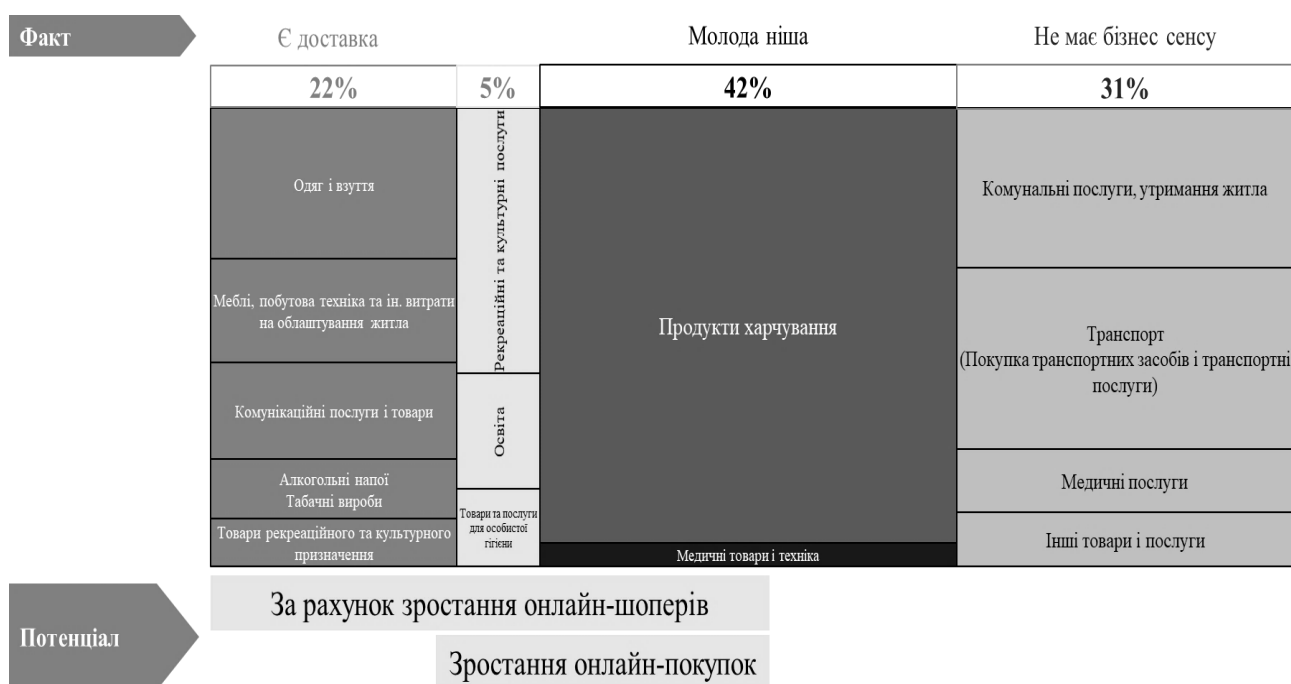 Факт
Є доставка
Молода ніша
Не має бізнес сенсу
22%
5%
42%
31%
Одяг і взуття
Меблі, побутова техніка та ін. витрати
на облаштування житла
Комунікаційні послуги і товари
Алкогольні напої
Табачні вироби
Товари рекреаційного та культурного
призначення
Рекреаційні та культурні послуги
Освіта
Товари та послуги
для особистої
гігієни
Продукти харчування
Медичні товари і техніка
Комунальні послуги, утримання житла
Транспорт
(Покупка транспортних засобів і транспортні
послуги)
Медичні послуги
Інші товари і послуги
Потенціал
За рахунок зростання онлайн-шоперів
Зростання онлайн-покупок